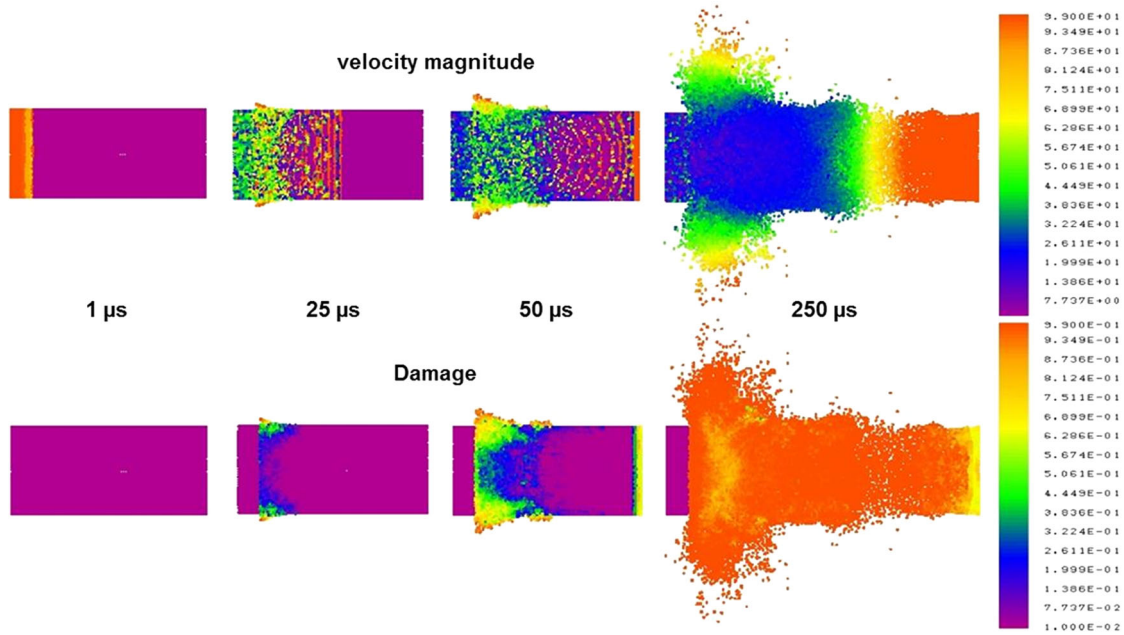 velocity magnitude
1 µs
25 µs
50 µs
250 µs
Damage
9.900E+01
9.349E+01
8.736E+01
8.124E+01
7.511E+01
6.899E+01
6.286E+01
5.674E+01
5.061E+01
4.449E+01
3.836E+01
3.224E+01
2.611E+01
1.999E+01
1.386E+01
7.737E+00
9.900E-01
9.349E-01
8.736E-01
8.124E-01
7.511E-01
6.899E-01
6.286E-01
5.674E-01
5.061E-01
4.449E-01
3.836E-01
3.224E-01
2.611E-01
1.999E-01
1.386E-01
7.737E-02
1.000E-02